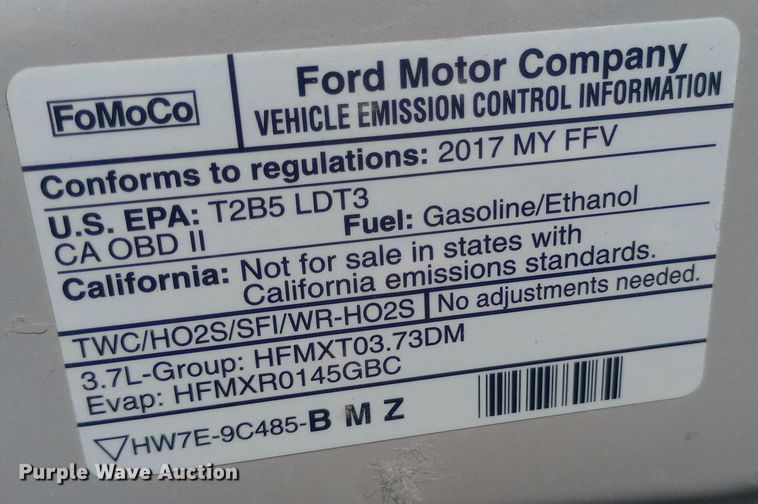 FoMoCo
Ford Motor Company
VEHICLE EMISSION CONTROL INFORMATION
Conforms to regulations: 2017 MY FFV
U.S. EPA: T2B5 LDT3
CA OBD II
Fuel: Gasoline/Ethanol
California: Not for sale in states with
California emissions standards.
TWC/HO2S/SFI/WR-HO2S
No adjustments needed.
3.7L-Group: HFMXT03.73DM
Evap: HFMXR0145GBC
HW7E-9C485-B M Z
Purple Wave Auction